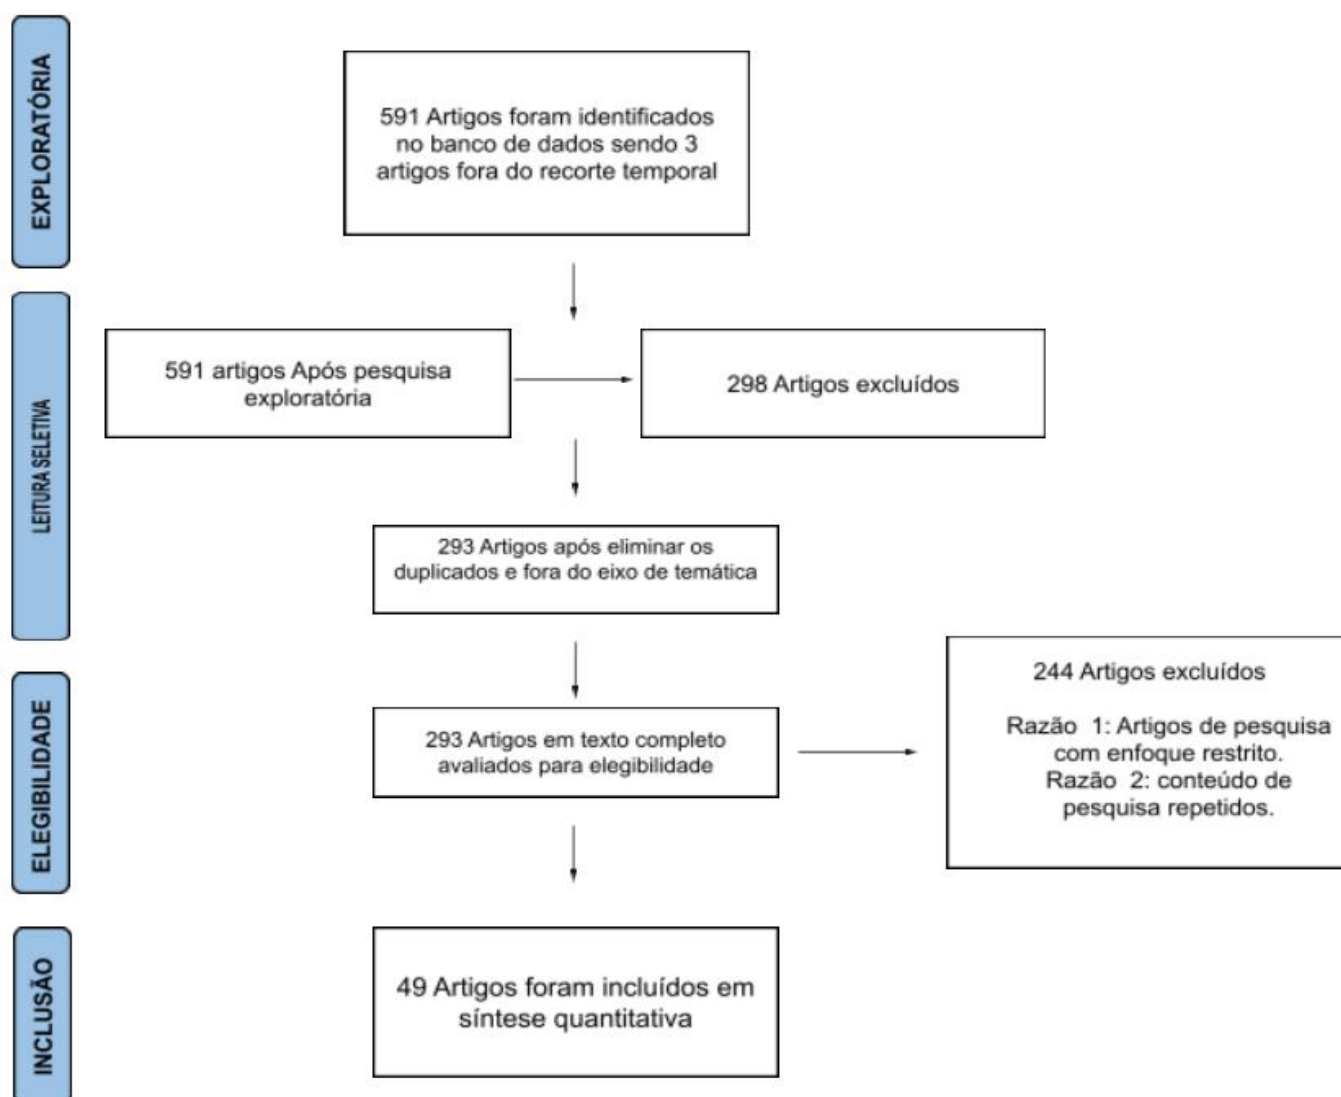 EXPLORATÓRIA
591 Artigos foram identificados
no banco de dados sendo 3
artigos fora do recorte temporal
LEITURA SELETIVA
591 artigos Após pesquisa
exploratória
298 Artigos excluídos
293 Artigos após eliminar os
duplicados e fora do eixo de temática
ELEGIBILIDADE
293 Artigos em texto completo
avaliados para elegibilidade
244 Artigos excluídos
Razão 1: Artigos de pesquisa
com enfoque restrito.
Razão 2: conteúdo de
pesquisa repetidos.
INCLUSÃO
49 Artigos foram incluídos em
síntese quantitativa